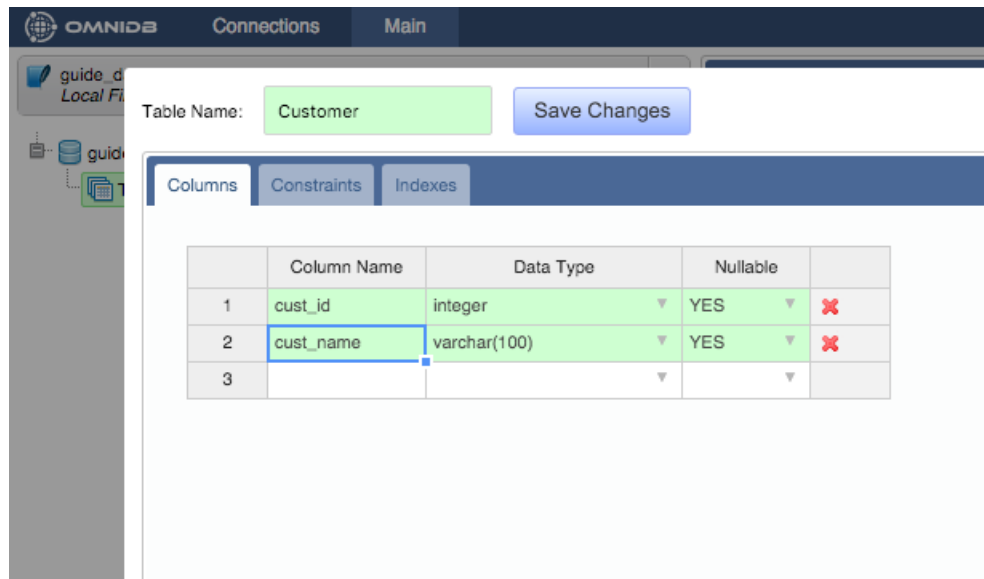 OMNIDB Connections Main
guide_d
Local Fi
guide
T
Table Name: Customer Save Changes
Columns Constraints Indexes
Column Name Data Type Nullable
1 cust_id integer YES
2 cust_name varchar(100) YES
3